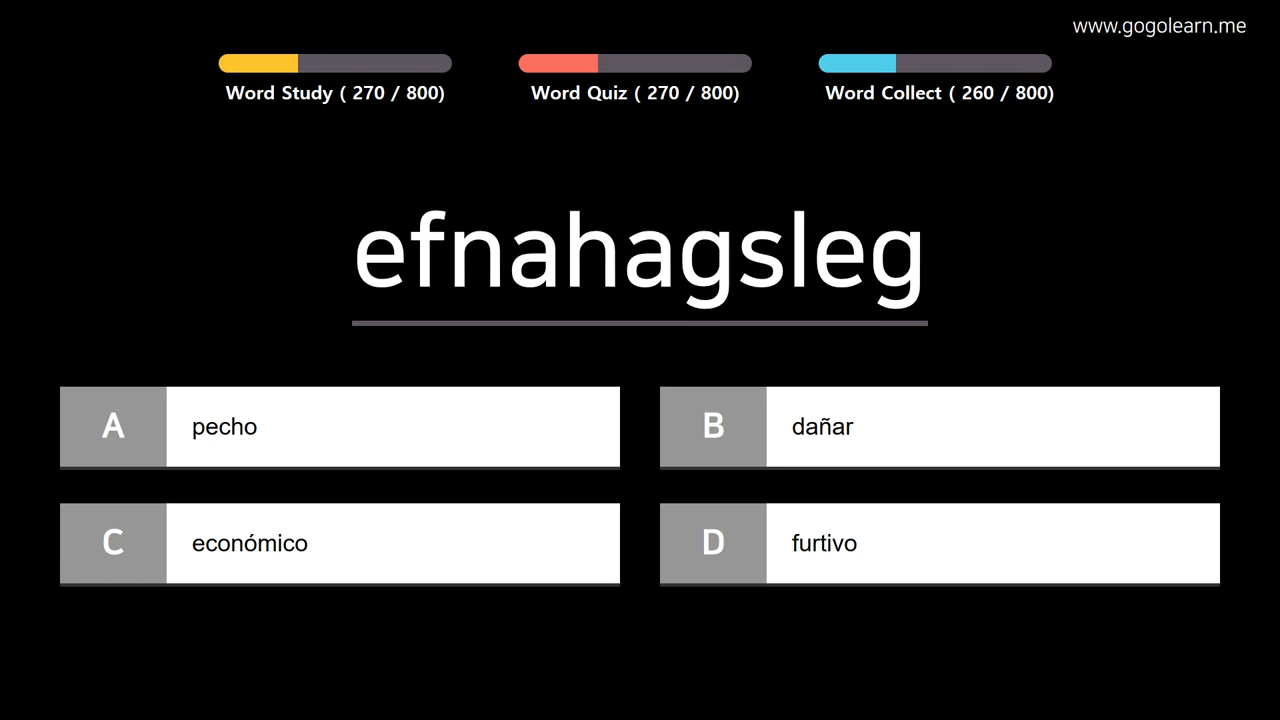 www.gogolearn.me
Word Study ( 270 / 800)
Word Quiz ( 270 / 800)
Word Collect ( 260 / 800)
efnahagsleg
A pecho
B dañar
C económico
D furtivo